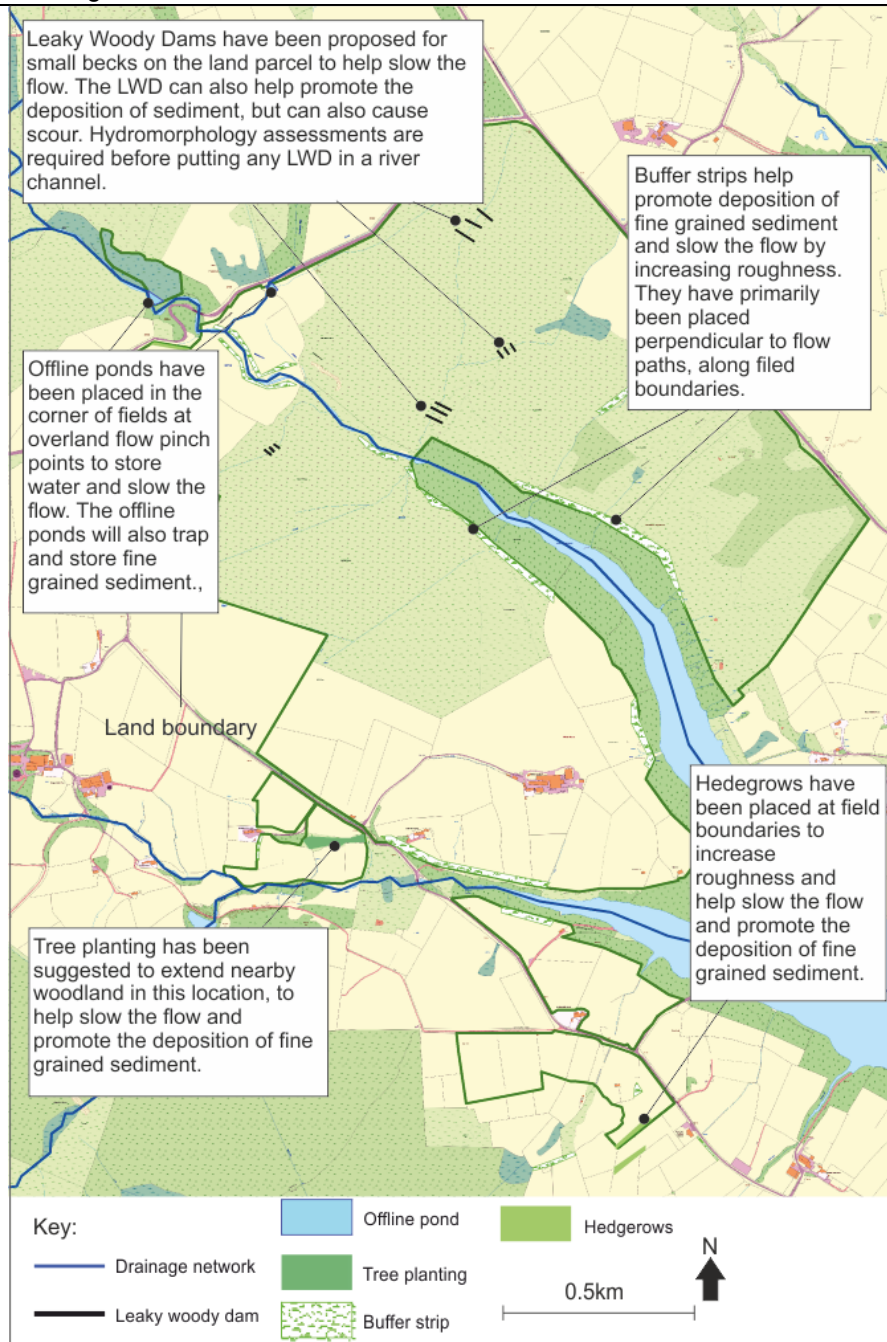 Leaky Woody Dams have been proposed for
small becks on the land parcel to help slow the
flow. The LWD can also help promote the
deposition of sediment, but can also cause
scour. Hydromorphology assessments are
required before putting any LWD in a river
channel.
Buffer strips help
promote deposition of
fine grained sediment
and slow the flow by
increasing roughness.
They have primarily
been placed
perpendicular to flow
paths, along filed
boundaries.
Offline ponds have
been placed in the
corner of fields at
overland flow pinch
points to store
water and slow the
flow. The offline
ponds will also trap
and store fine
grained sediment.,
Land boundary
Hedegrows have
been placed at field
boundaries to
increase
roughness and
help slow the flow
and promote the
deposition of fine
grained sediment.
Tree planting has been
suggested to extend nearby
woodland in this location, to
help slow the flow and
promote the deposition of fine
grained sediment.
Key:
Drainage network
Leaky woody dam
Offline pond
Tree planting
Buffer strip
Hedgerows
0.5km
N